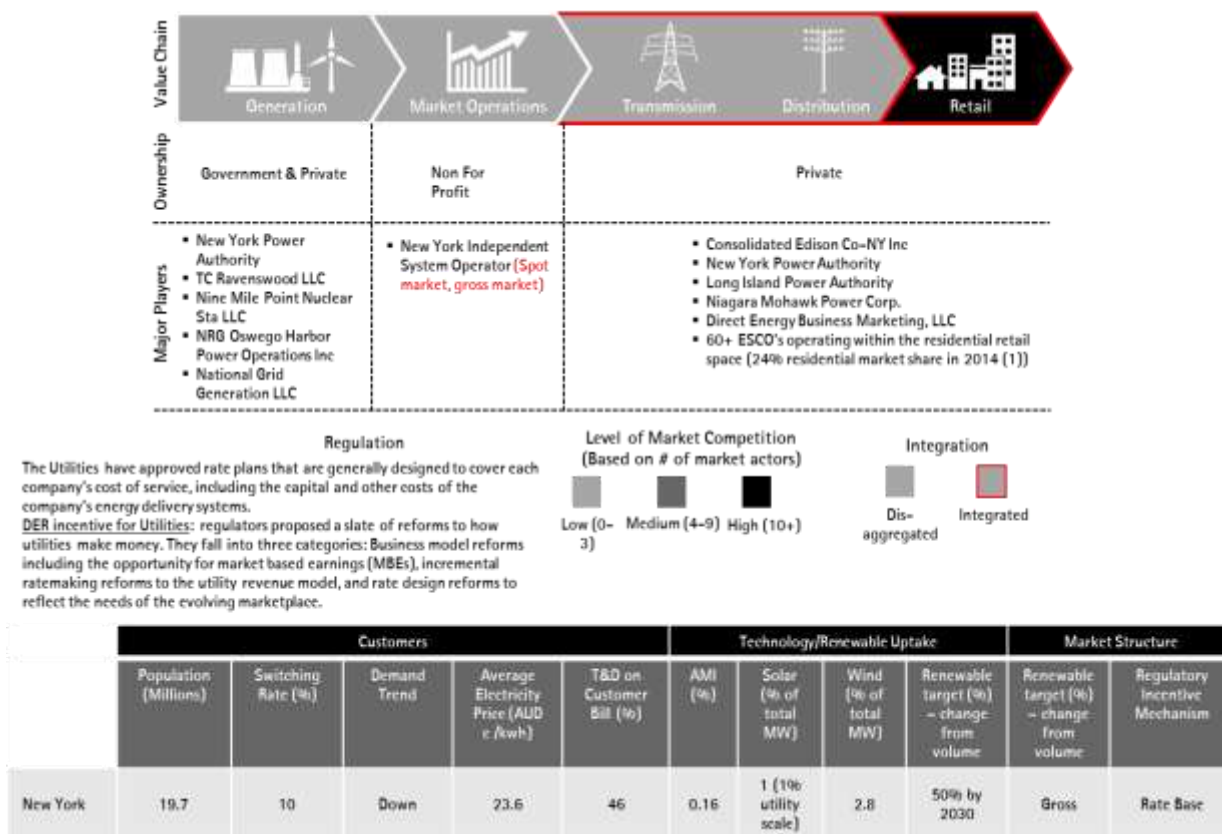 Value Chain
Generation
Market Operations
Transmission
Distribution
Retail
Ownership
Government & Private
Non For
Profit
Private
Major Players
▪ New York Power
Authority
▪ TC Ravenswood LLC
▪ Nine Mile Point Nuclear
Sta LLC
▪ NRG Oswego Harbor
Power Operations Inc
▪ National Grid
Generation LLC
▪ New York Independent
System Operator (Spot
market, gross market)
▪ Consolidated Edison Co-NY Inc
▪ New York Power Authority
▪ Long Island Power Authority
▪ Niagara Mohawk Power Corp.
▪ Direct Energy Business Marketing, LLC
▪ 60+ ESCO's operating within the residential retail
space (24% residential market share in 2014 (1))
Regulation
The Utilities have approved rate plans that are generally designed to cover each
company's cost of service, including the capital and other costs of the
company's energy delivery systems.
DER incentive for Utilities: regulators proposed a slate of reforms to how
utilities make money. They fall into three categories: Business model reforms
including the opportunity for market based earnings (MBEs), incremental
ratemaking reforms to the utility revenue model, and rate design reforms to
reflect the needs of the evolving marketplace.
Level of Market Competition
(Based on # of market actors)
Low (0-
3)
Medium (4-9)
High (10+)
Integration
Dis-
aggregated
Integrated
Customers
Technology/Renewable Uptake
Market Structure
Population
(Millions)
Switching
Rate (%)
Demand
Trend
Average
Electricity
Price (AUD
c /kwh)
T&D on
Customer
Bill (%)
AMI
(%)
Solar
(% of
total
MW)
Wind
(% of
total
MW)
Renewable
target (%)
– change
from
volume
Renewable
target (%)
– change
from
volume
Regulatory
Incentive
Mechanism
New York
19.7
10
Down
23.6
46
0.16
1 (1%
utility
scale)
2.8
50% by
2030
Gross
Rate Base